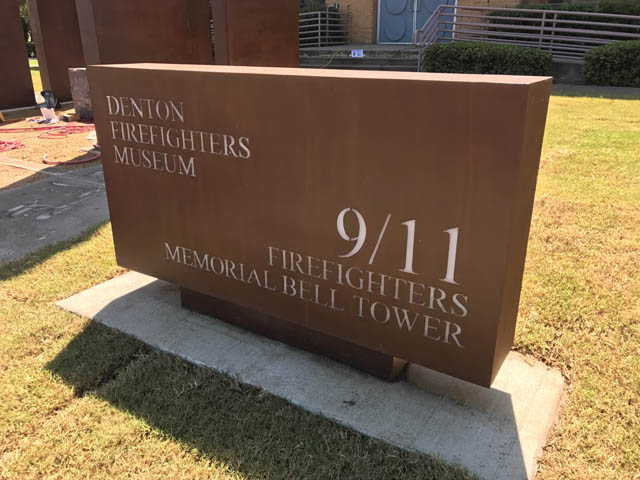 DENTON
FIREFIGHTERS
MUSEUM
9/11
FIREFIGHTERS
MEMORIAL BELL TOWER